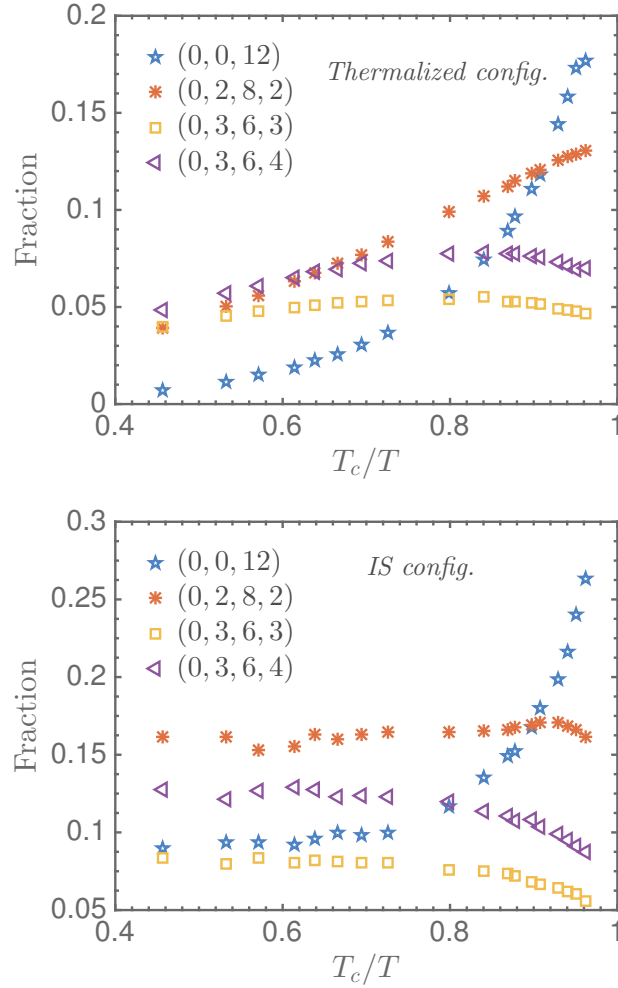 0.2
0.15
0.1
0.05
0
Fraction
(0, 0, 12)
(0, 2, 8, 2)
(0, 3, 6, 3)
(0, 3, 6, 4)
Thermalized config.
0.4 0.6 0.8 1
T_c/T
0.3
0.25
0.2
0.15
0.1
0.05
Fraction
(0, 0, 12)
(0, 2, 8, 2)
(0, 3, 6, 3)
(0, 3, 6, 4)
IS config.
0.4 0.6 0.8 1
T_c/T